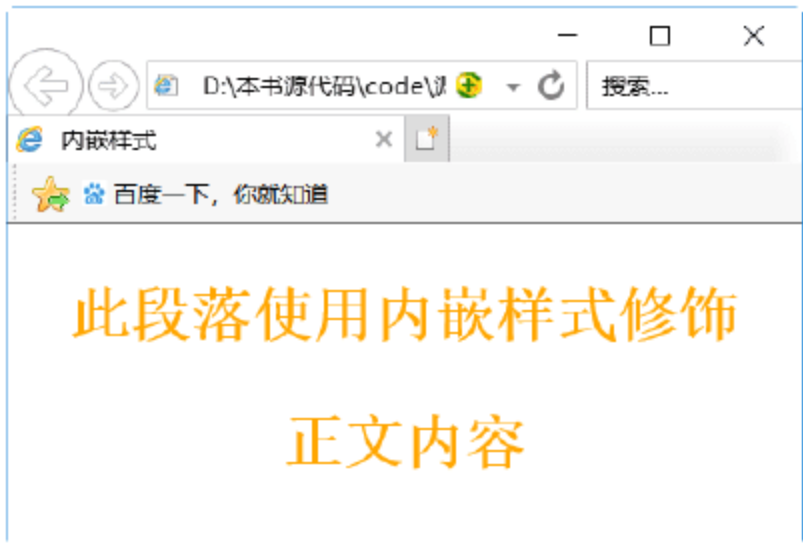 D:\本书源代码\code\
搜索...
内嵌样式
百度一下，你就知道
此段落使用内嵌样式修饰
正文内容